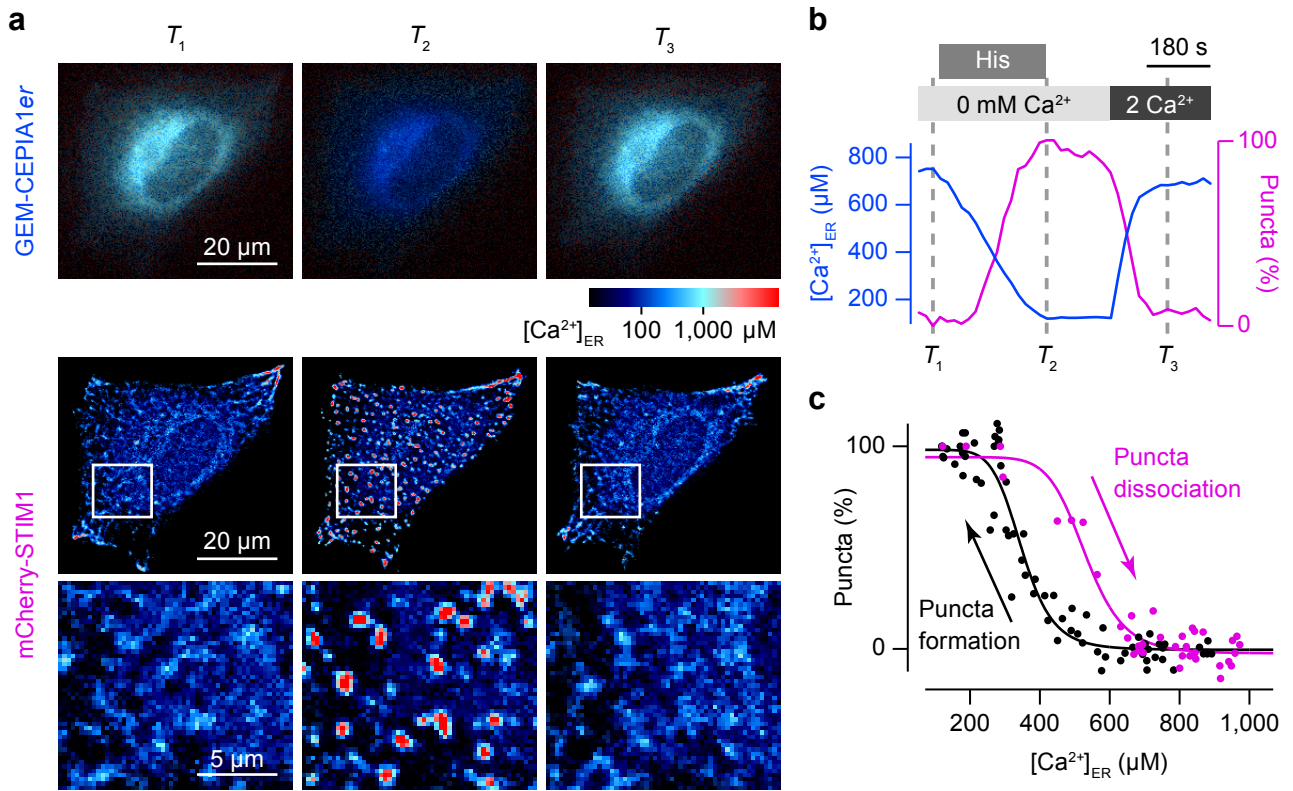 a
T₁
T₂
T₃
GEM-CEPIA1er
20 µm
[Ca²⁺]ER 100 1,000 µM
mCherry-STIM1
20 µm
5 µm
b
180 s
His
0 mM Ca²⁺
2 Ca²⁺
800
600
400
200
[Ca²⁺]ER (µM)
100
0
Puncta (%)
T₁
T₂
T₃
c
100
0
Puncta (%)
Puncta
dissociation
Puncta
formation
200
400
600
800
1,000
[Ca²⁺]ER (µM)